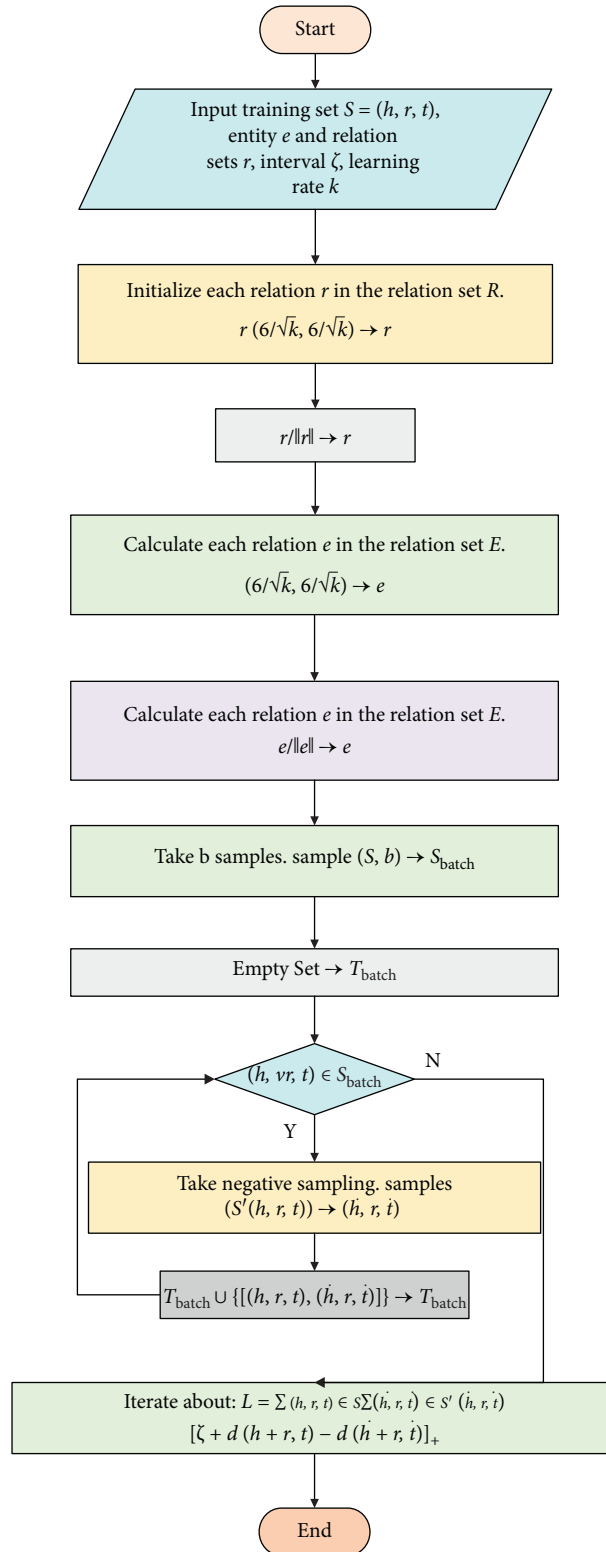 Start
Input training set S = (h, r, t),
entity e and relation
sets r, interval ζ, learning
rate k
Initialize each relation r in the relation set R.
r (6/√k, 6/√k) → r
r/‖r‖ → r
Calculate each relation e in the relation set E.
(6/√k, 6/√k) → e
Calculate each relation e in the relation set E.
e/‖e‖ → e
Take b samples. sample (S, b) → S_batch
Empty Set → T_batch
(h, vr, t) ∈ S_batch
N
Y
Take negative sampling. samples
(S′(h, r, t)) → (ḣ, r, ṫ)
T_batch ∪ {[(h, r, t), (ḣ, r, ṫ)]} → T_batch
Iterate about: L = ∑ (h, r, t) ∈ S∑(ḣ, r, ṫ) ∈ S′ (ḣ, r, ṫ)
[ζ + d (h + r, t) – d (ḣ + r, ṫ)]₊
End